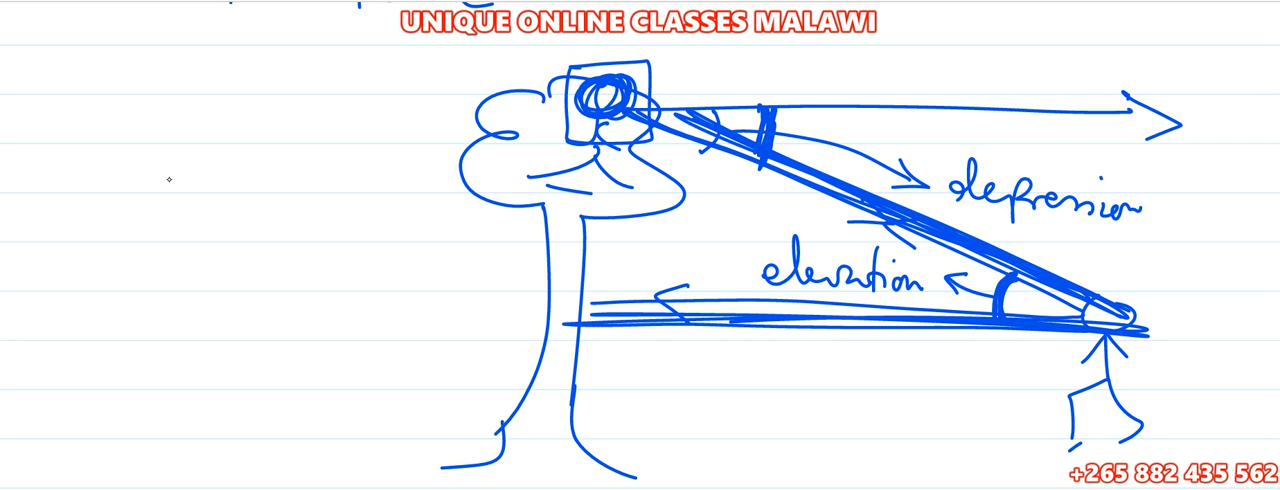 UNIQUE ONLINE CLASSES MALAWI
depression
elevation
+265 882 435 562